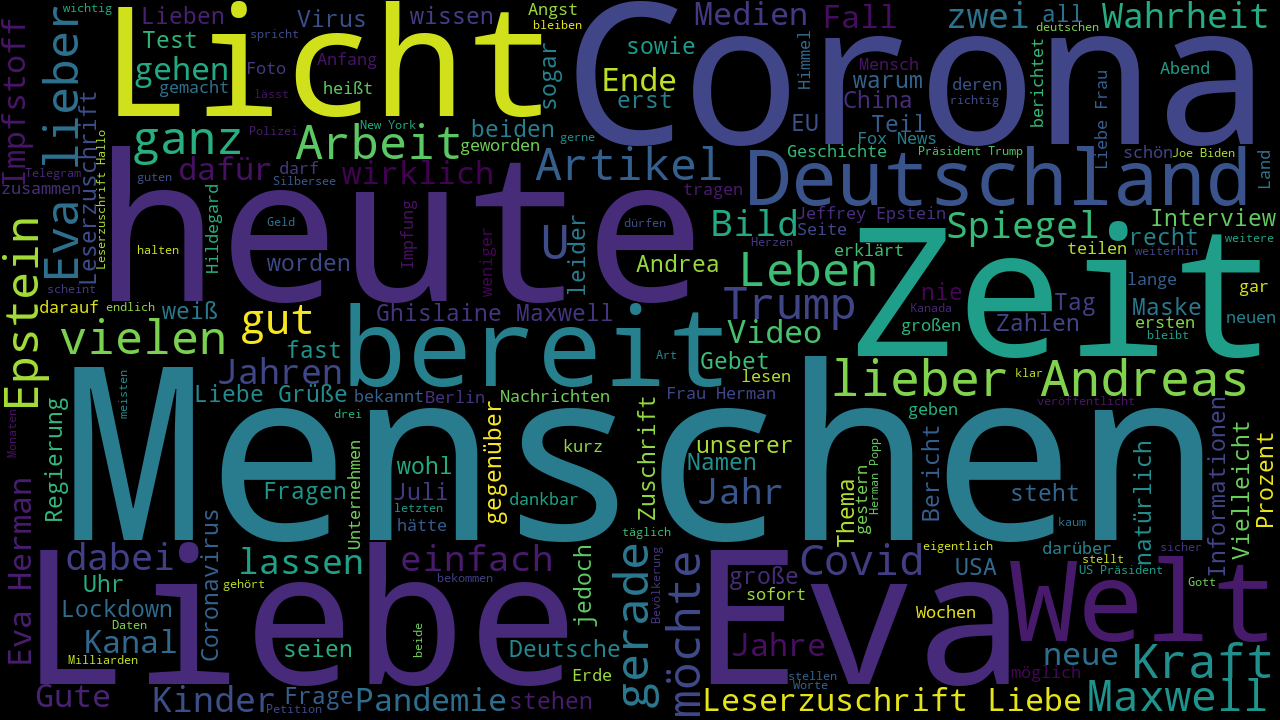 wichtig
Lieben
Virus
wissen
Angst
bleiben
Medien
Fall
zwei
all
deutschen
Wahrheit
Licht
Corona
Test
spricht
gehen
Foto
Anfang
gemacht
lässt
heißt
sogar
sowie
Ende
erst
Himmel
Mensch
warum
China
deren
richtig
berichtet
Abend
Impfstoff
Eva lieber
Leserzuschrift
Leserzuschrift Hallo
ganz
Polizei
New York
Arbeit
beiden
gerne
geworden
EU
Teil
Fox News
Liebe Frau
Geschichte
Präsident Trump
schön
Joe Biden
Land
Telegram
zusammen
guten
dafür
darf
Silbersee
wirklich
Artikel
tragen
Deutschland
heute
Hildegard
Geld
halten
Impfung
weniger
leider
U
dürfen
Bild
Jeffrey Epstein
Seite
Herzen
erklärt
Spiegel
Interview
teilen
recht
weitere
weiterhin
Epstein
scheint
darauf
endlich
weiß
worden
Andrea
Leben
Zeit
lange
gar
Trump
nie
Kanada
großen
Zahlen
Tag
Maske
ersten
neuen
bleibt
vielen
gut
fast
Ghislaine Maxwell
bereit
Video
Art
Gebet
lesen
Jahren
Liebe Grüße
bekannt
Berlin
Nachrichten
Frau Herman
lieber
klar
Andreas
veröffentlicht
Monaten
Regierung
meisten
Menschen
drei
Unternehmen
Fragen
wohl
Juli
letzten
hätte
gegenüber
kurz
dankbar
Zuschrift
unserer
Namen
Jahr
geben
Thema
gestern
Herman Popp
Bericht
steht
kaum
natürlich
Informationen
Vielleicht
Prozent
Eva Herman
dabei
Uhr
Lockdown
Daten
Kanal
Milliarden
Coronavirus
gehört
lassen
einfach
bekommen
jedoch
täglich
gerade
Bevölkerung
möchte
Covid
große
sofort
eigentlich
USA
darüber
stellt
US Präsident
sicher
Gott
Liebe
seien
beide
Deutsche
Erde
Eva
Jahre
Wochen
Welt
neue
möglich
Kraft
Gute
Kinder
Frage
Petition
Pandemie
stehen
stellen
Worte
Leserzuschrift Liebe
Maxwell